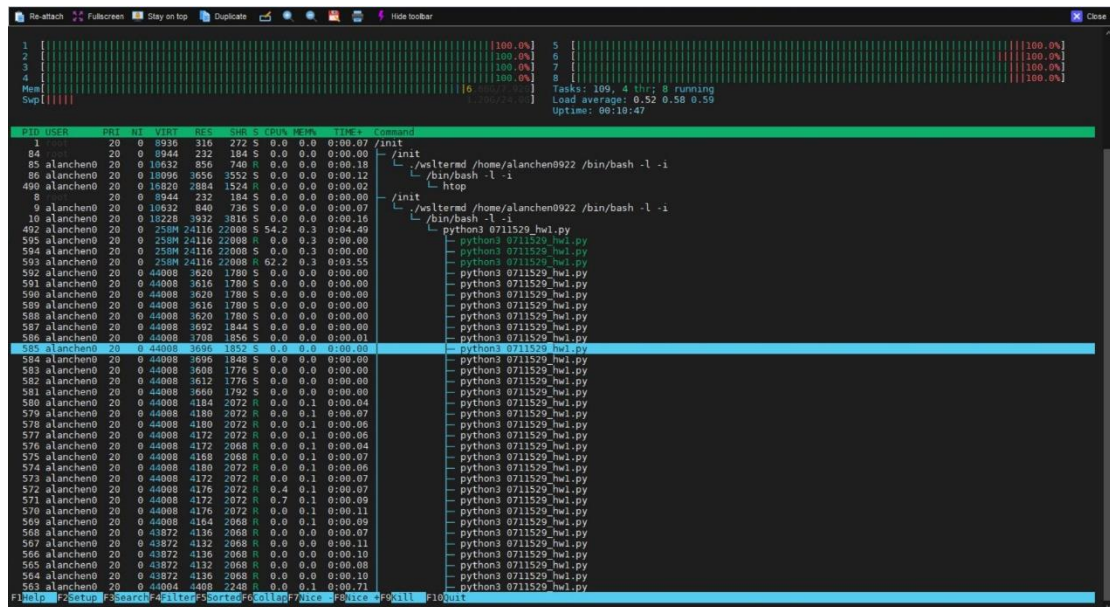 Re-attach Fullscreen Stay on top Duplicate Hide toolbar Close
1 [100.0%] 5 [100.0%]
2 [100.0%] 6 [100.0%]
3 [100.0%] 7 [100.0%]
4 [100.0%] 8 [100.0%]
Mem[ ] Tasks: 109, 4 thr; 8 running
Swp[ ] Load average: 0.52 0.58 0.59
Uptime: 00:10:47
PID USER PRI NI VIRT RES SHR S CPU% MEM% TIME+ Command
1 root 20 0 8936 316 272 S 0.0 0.0 0:00.07 /init
84 root 20 0 8944 232 184 S 0.0 0.0 0:00.00 /init
85 alanchen0 20 0 10632 856 740 R 0.0 0.0 0:00.18 ./wsltermd /home/alanchen0922 /bin/bash -l -i
86 alanchen0 20 0 18096 3656 3552 S 0.0 0.0 0:00.12 /bin/bash -l -i
490 alanchen0 20 0 16820 2884 1524 R 0.0 0.0 0:00.02 htop
8 root 20 0 8944 232 184 S 0.0 0.0 0:00.00 /init
9 alanchen0 20 0 10632 840 736 S 0.0 0.0 0:00.07 ./wsltermd /home/alanchen0922 /bin/bash -l -i
10 alanchen0 20 0 18228 3932 3816 S 0.0 0.0 0:00.16 /bin/bash -l -i
492 alanchen0 20 0 258M 24116 22008 S 54.2 0.3 0:04.49 python3 0711529_hw1.py
595 alanchen0 20 0 258M 24116 22008 R 0.0 0.3 0:00.00 python3 0711529_hw1.py
594 alanchen0 20 0 258M 24116 22008 S 0.0 0.3 0:00.00 python3 0711529_hw1.py
593 alanchen0 20 0 258M 24116 22008 R 62.2 0.3 0:03.55 python3 0711529_hw1.py
592 alanchen0 20 0 44008 3620 1780 S 0.0 0.0 0:00.00 python3 0711529_hw1.py
591 alanchen0 20 0 44008 3616 1780 S 0.0 0.0 0:00.00 python3 0711529_hw1.py
590 alanchen0 20 0 44008 3620 1780 S 0.0 0.0 0:00.00 python3 0711529_hw1.py
589 alanchen0 20 0 44008 3616 1780 S 0.0 0.0 0:00.00 python3 0711529_hw1.py
588 alanchen0 20 0 44008 3620 1780 S 0.0 0.0 0:00.00 python3 0711529_hw1.py
587 alanchen0 20 0 44008 3692 1844 S 0.0 0.0 0:00.00 python3 0711529_hw1.py
586 alanchen0 20 0 44008 3708 1856 S 0.0 0.0 0:00.01 python3 0711529_hw1.py
585 alanchen0 20 0 44008 3696 1852 S 0.0 0.0 0:00.00 python3 0711529_hw1.py
584 alanchen0 20 0 44008 3696 1848 S 0.0 0.0 0:00.00 python3 0711529_hw1.py
583 alanchen0 20 0 44008 3608 1776 S 0.0 0.0 0:00.00 python3 0711529_hw1.py
582 alanchen0 20 0 44008 3612 1776 S 0.0 0.0 0:00.00 python3 0711529_hw1.py
581 alanchen0 20 0 44008 3660 1792 S 0.0 0.0 0:00.00 python3 0711529_hw1.py
580 alanchen0 20 0 44008 4184 2072 R 0.0 0.1 0:00.04 python3 0711529_hw1.py
579 alanchen0 20 0 44008 4180 2072 R 0.0 0.1 0:00.07 python3 0711529_hw1.py
578 alanchen0 20 0 44008 4180 2072 R 0.0 0.1 0:00.06 python3 0711529_hw1.py
577 alanchen0 20 0 44008 4172 2072 R 0.0 0.1 0:00.06 python3 0711529_hw1.py
576 alanchen0 20 0 44008 4172 2068 R 0.0 0.1 0:00.04 python3 0711529_hw1.py
575 alanchen0 20 0 44008 4168 2068 R 0.0 0.1 0:00.07 python3 0711529_hw1.py
574 alanchen0 20 0 44008 4180 2072 R 0.0 0.1 0:00.06 python3 0711529_hw1.py
573 alanchen0 20 0 44008 4172 2072 R 0.0 0.1 0:00.07 python3 0711529_hw1.py
572 alanchen0 20 0 44008 4176 2072 R 0.4 0.1 0:00.07 python3 0711529_hw1.py
571 alanchen0 20 0 44008 4172 2072 R 0.7 0.1 0:00.09 python3 0711529_hw1.py
570 alanchen0 20 0 44008 4176 2072 R 0.0 0.1 0:00.11 python3 0711529_hw1.py
569 alanchen0 20 0 44008 4164 2068 R 0.0 0.1 0:00.09 python3 0711529_hw1.py
568 alanchen0 20 0 43872 4136 2068 R 0.0 0.0 0:00.07 python3 0711529_hw1.py
567 alanchen0 20 0 43872 4132 2068 R 0.0 0.0 0:00.11 python3 0711529_hw1.py
566 alanchen0 20 0 43872 4136 2068 R 0.0 0.0 0:00.10 python3 0711529_hw1.py
565 alanchen0 20 0 43872 4132 2068 R 0.0 0.0 0:00.08 python3 0711529_hw1.py
564 alanchen0 20 0 43872 4136 2068 R 0.0 0.0 0:00.10 python3 0711529_hw1.py
563 alanchen0 20 0 44004 4408 2248 R 0.0 0.1 0:00.71 python3 0711529_hw1.py
F1Help F2Setup F3SearchF4FilterF5SortedF6CollapF7Nice -F8Nice +F9Kill F10Quit